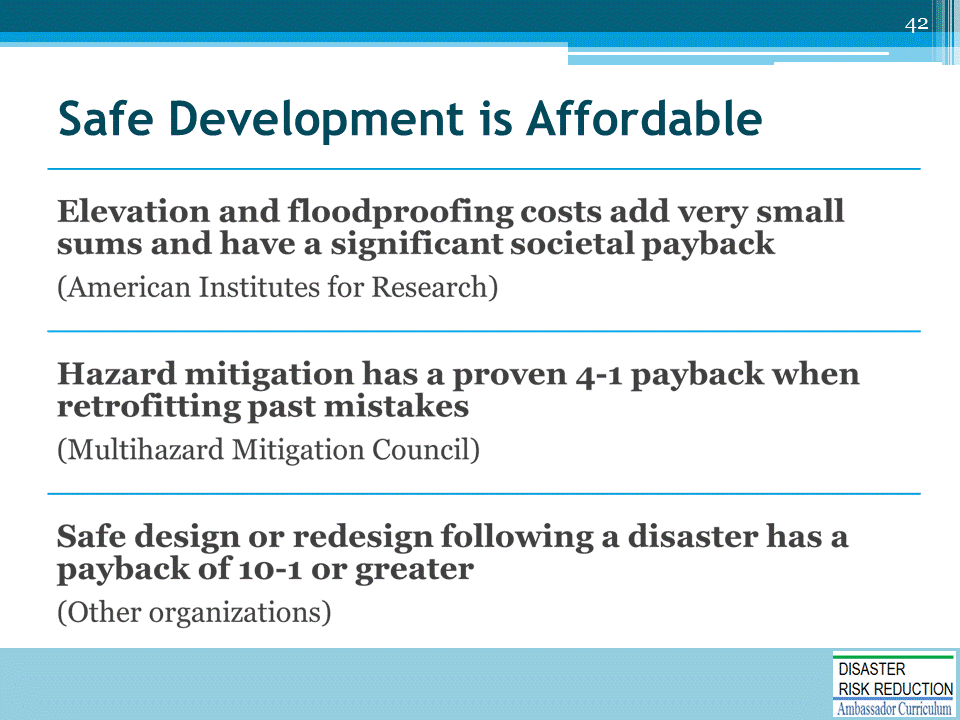 42
Safe Development is Affordable
Elevation and floodproofing costs add very small
sums and have a significant societal payback
(American Institutes for Research)
Hazard mitigation has a proven 4-1 payback when
retrofitting past mistakes
(Multihazard Mitigation Council)
Safe design or redesign following a disaster has a
payback of 10-1 or greater
(Other organizations)
DISASTER
RISK REDUCTION
Ambassador Curriculum